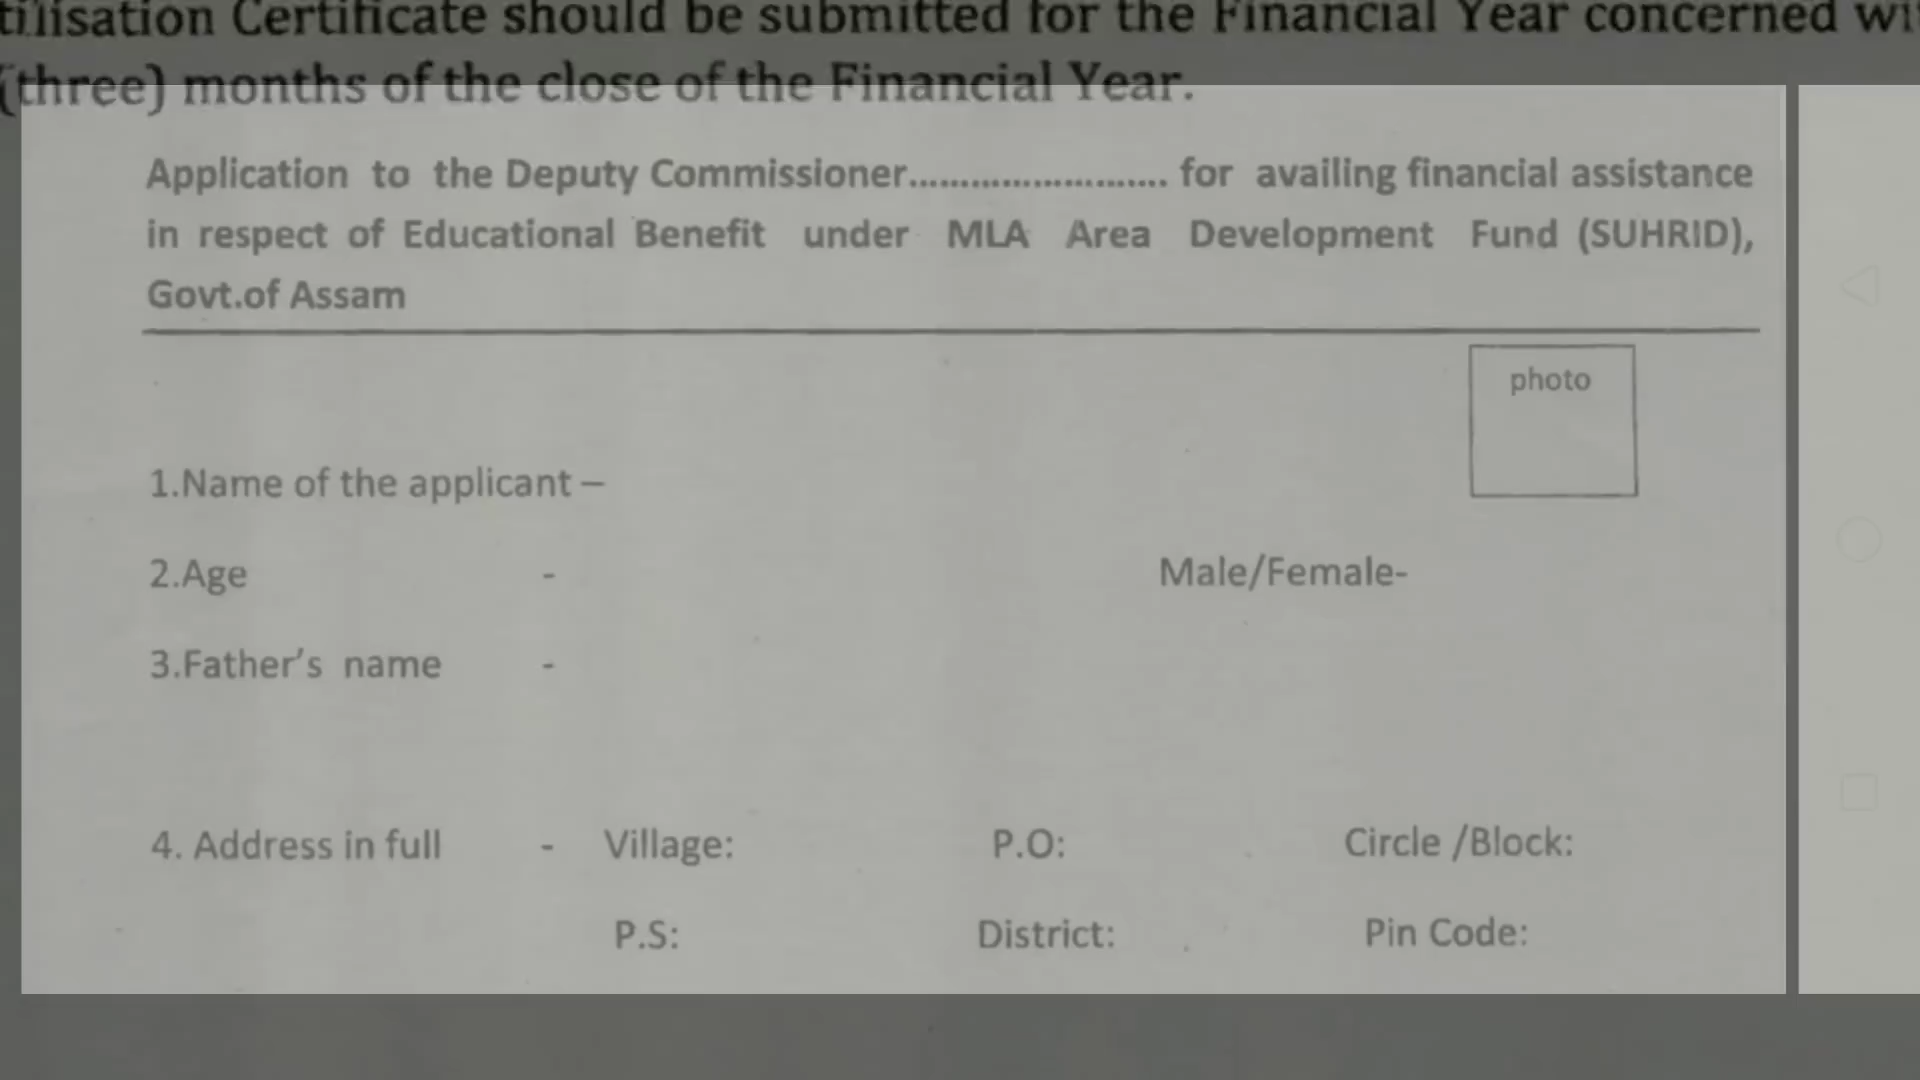 tilisation Certificate should be submitted for the Financial Year concerned wi
(three) months of the close of the Financial Year.
Application to the Deputy Commissioner......................... for availing financial assistance
in respect of Educational Benefit under MLA Area Development Fund (SUHRID),
Govt.of Assam
photo
1.Name of the applicant –
2.Age - Male/Female-
3.Father's name -
4. Address in full - Village: P.O: Circle /Block:
P.S: District: Pin Code: